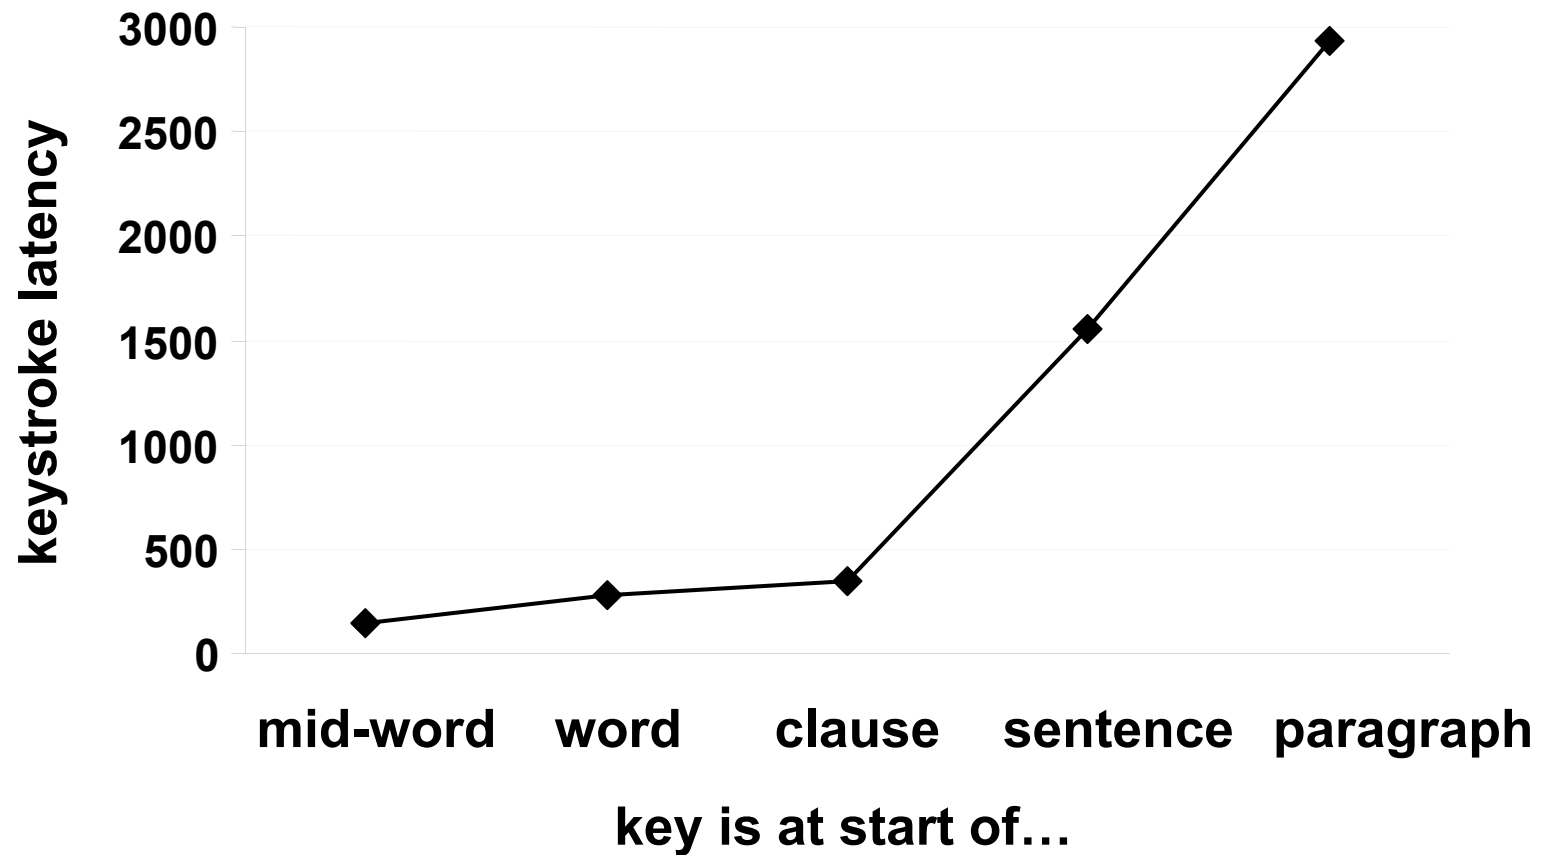 3000
2500
2000
1500
1000
500
0
keystroke latency
mid-word word clause sentence paragraph
key is at start of…